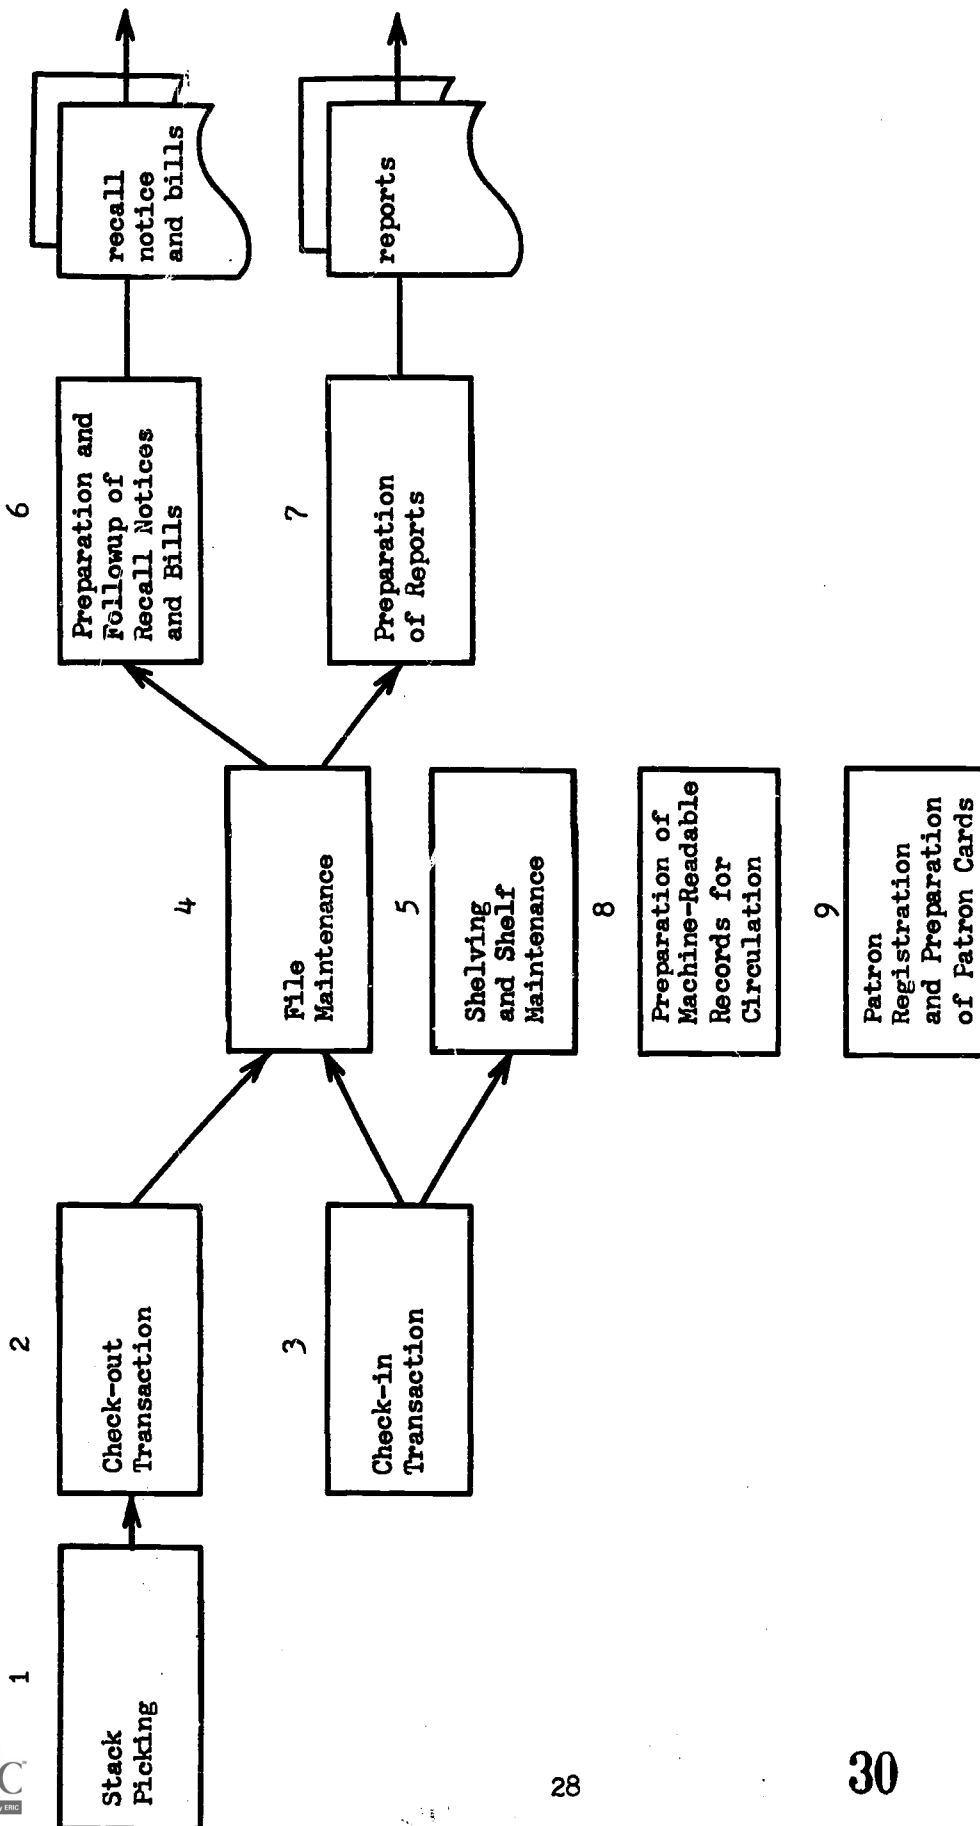 1
Stack
Picking
2
Check-out
Transaction
3
Check-in
Transaction
4
File
Maintenance
5
Shelving
and Shelf
Maintenance
6
Preparation and
Followup of
Recall Notices
and Bills
7
Preparation
of Reports
recall
notice
and bills
reports
8
Preparation of
Machine-Readable
Records for
Circulation
9
Patron
Registration
and Preparation
of Patron Cards
28
30